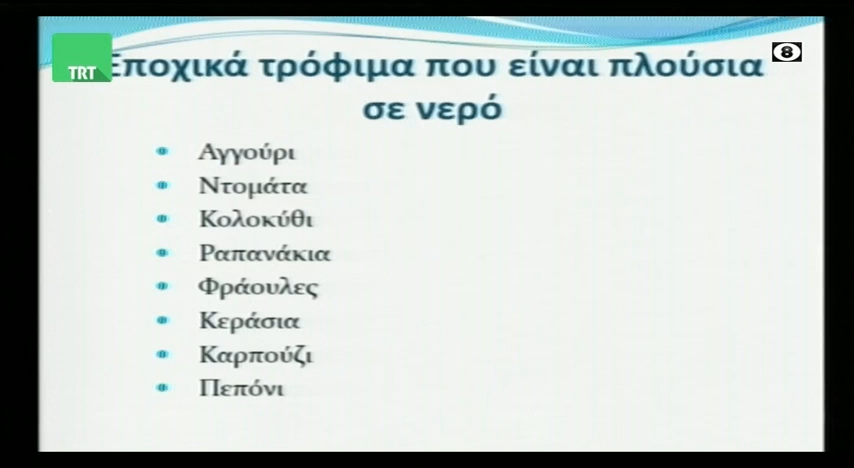 Εποχικά τρόφιμα που είναι πλούσια
σε νερό
TRT
8
Αγγούρι
Ντομάτα
Κολοκύθι
Ραπανάκια
Φράουλες
Κεράσια
Καρπούζι
Πεπόνι